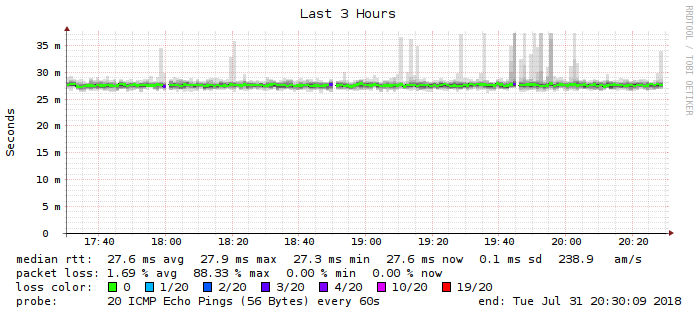 Last 3 Hours
RRDTOOL / TOBI OETIKER
Seconds
35 m
30 m
25 m
20 m
15 m
10 m
5 m
0
17:40 18:00 18:20 18:40 19:00 19:20 19:40 20:00 20:20
median rtt: 27.6 ms avg 27.9 ms max 27.3 ms min 27.6 ms now 0.1 ms sd 238.9 am/s
packet loss: 1.69 % avg 88.33 % max 0.00 % min 0.00 % now
loss color: 0 1/20 2/20 3/20 4/20 10/20 19/20
probe: 20 ICMP Echo Pings (56 Bytes) every 60s end: Tue Jul 31 20:30:09 2018